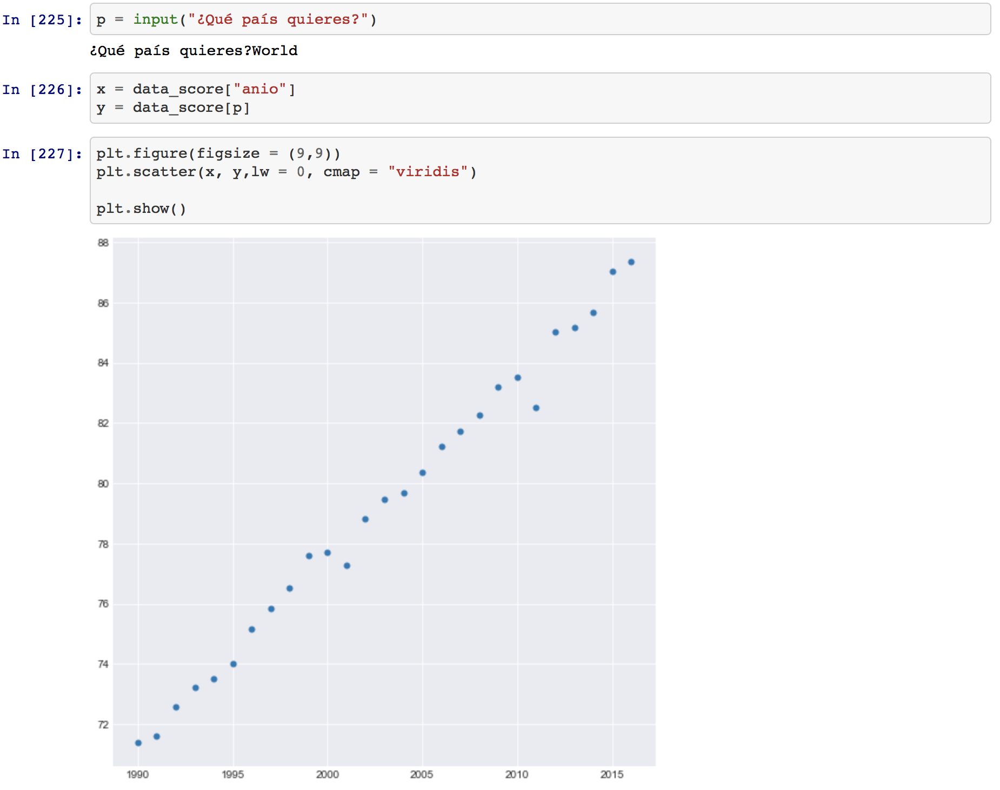 In [225]: p = input("¿Qué país quieres?")
¿Qué país quieres?World
In [226]: x = data_score["anio"]
y = data_score[p]
In [227]: plt.figure(figsize = (9,9))
plt.scatter(x, y,lw = 0, cmap = "viridis")
plt.show()
88
86
84
82
80
78
76
74
72
1990 1995 2000 2005 2010 2015